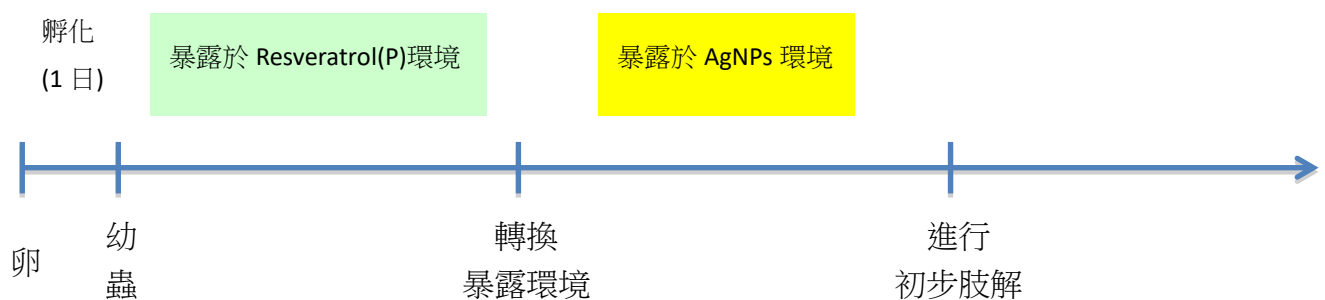 孵化
(1 日)
暴露於 Resveratrol(P)環境
暴露於 AgNPs 環境
卵
幼
蟲
轉換
暴露環境
進行
初步肢解